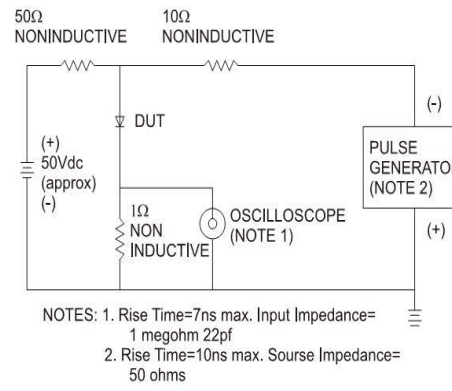 50Ω
NONINDUCTIVE
10Ω
NONINDUCTIVE
DUT
(+)
50Vdc
(approx)
(-)
1Ω
NON
INDUCTIVE
OSCILLOSCOPE
(NOTE 1)
(-)
PULSE
GENERATO
(NOTE 2)
(+)
NOTES: 1. Rise Time=7ns max. Input Impedance=
1 megohm 22pf
2. Rise Time=10ns max. Sourse Impedance=
50 ohms